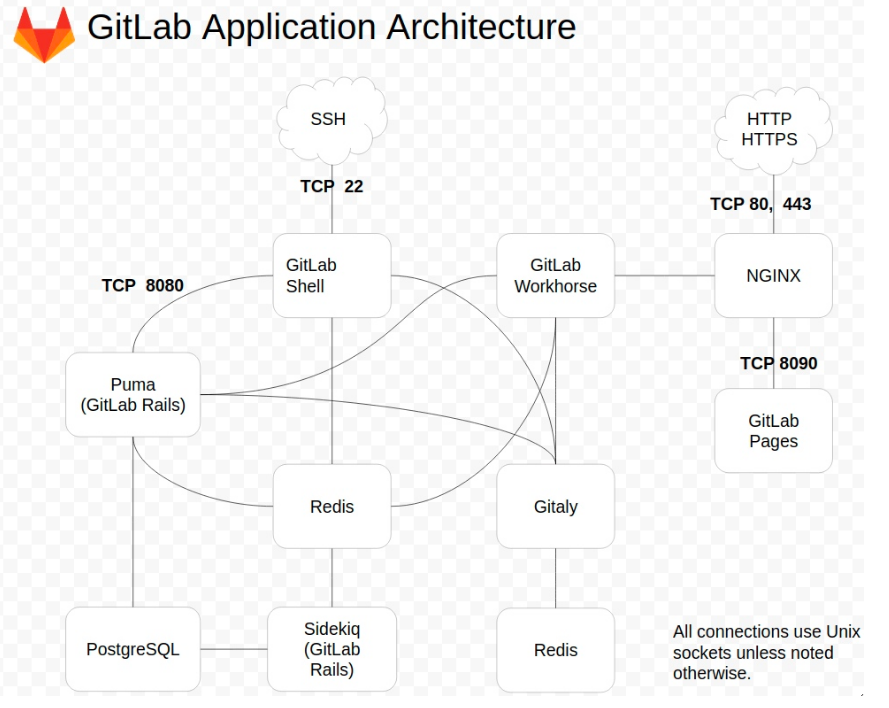 GitLab Application Architecture
SSH
HTTP
HTTPS
TCP 22
TCP 80, 443
GitLab
Shell
GitLab
Workhorse
NGINX
TCP 8080
Puma
(GitLab Rails)
TCP 8090
GitLab
Pages
Redis
Gitaly
PostgreSQL
Sidekiq
(GitLab
Rails)
Redis
All connections use Unix
sockets unless noted
otherwise.